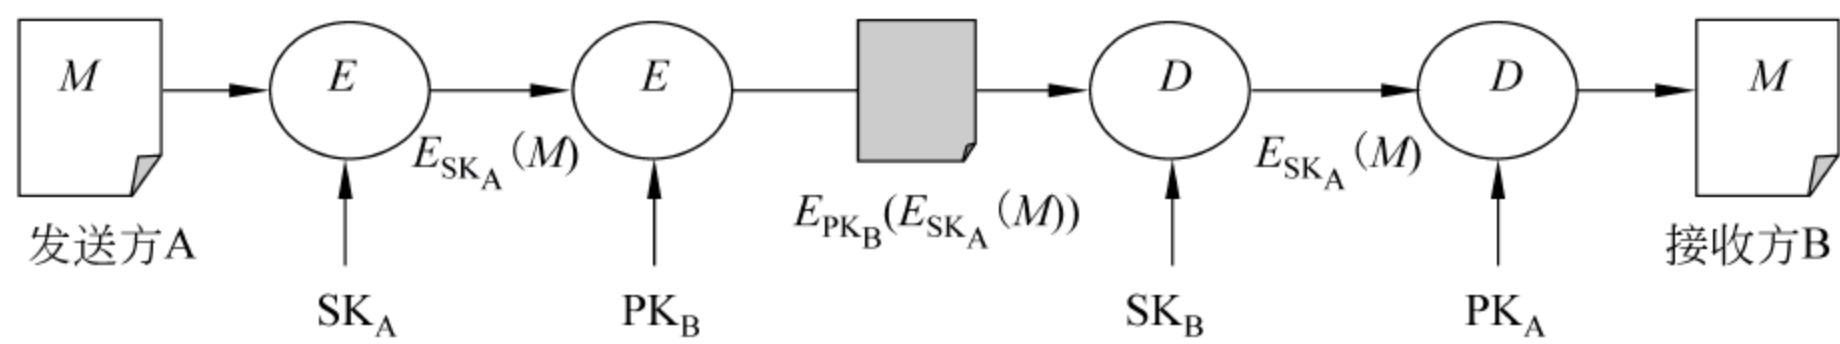 M E E D D M
E_{SK_A}(M) E_{SK_A}(M)
E_{PK_B}(E_{SK_A}(M))
发送方A 接收方B
SK_A PK_B SK_B PK_A